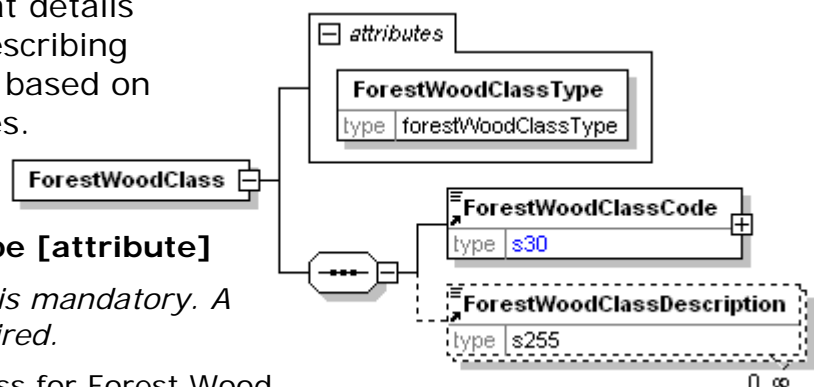 at details
escribing
based on
es.
attributes
ForestWoodClassType
type forestWoodClassType
ForestWoodClass
ForestWoodClassCode
type s30
ForestWoodClassDescription
type s255
0..∞
pe [attribute]
is mandatory. A
ired.
ss for Forest Wood